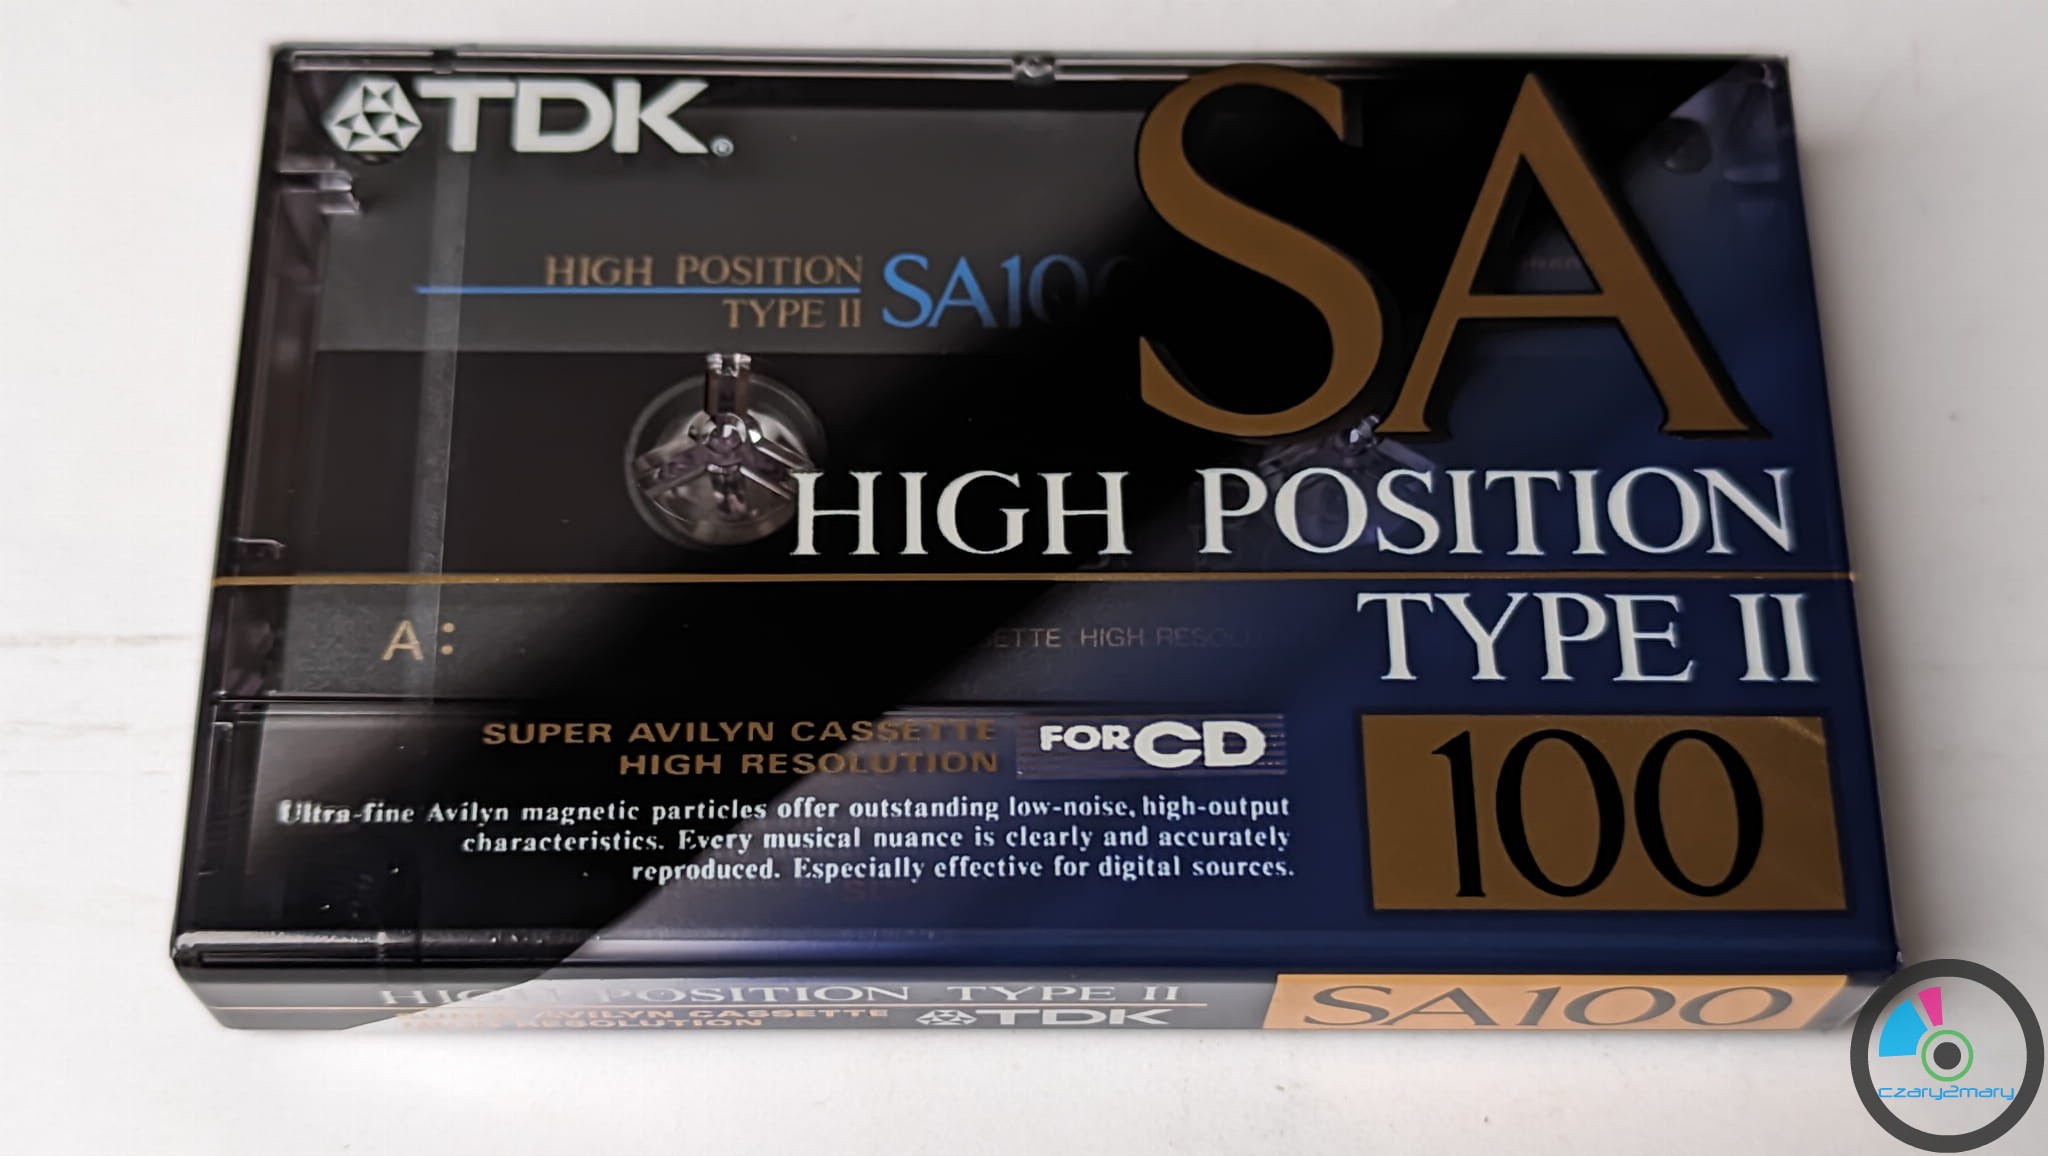 TDK®
SA
HIGH POSITION
TYPE II
SA100
HIGH POSITION
TYPE II
A:
HIGH
SUPER AVILYN CASSETTE
HIGH RESOLUTION
FOR CD
100
Ultra-fine Avilyn magnetic particles offer outstanding low-noise, high-output
characteristics. Every musical nuance is clearly and accurately
reproduced. Especially effective for digital sources.
HIGH POSITION TYPE II
SUPER AVILYN CASSETTE
HIGH RESOLUTION
TDK
SA100
czary2mary